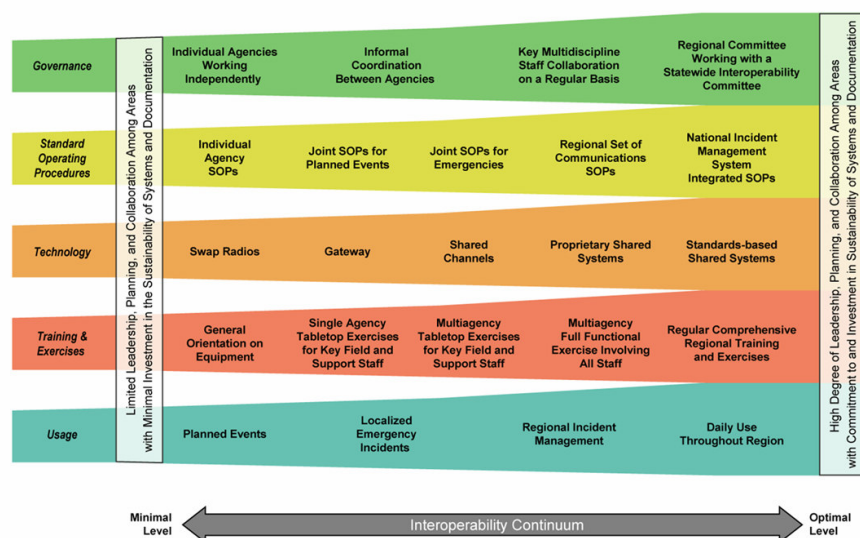 Governance
Limited Leadership, Planning, and Collaboration Among Areas
with Minimal Investment in the Sustainability of Systems and Documentation
Individual Agencies
Working
Independently
Informal
Coordination
Between Agencies
Key Multidiscipline
Staff Collaboration
on a Regular Basis
Regional Committee
Working with a
Statewide Interoperability
Committee
High Degree of Leadership, Planning, and Collaboration Among Areas
with Commitment to and Investment in Sustainability of Systems and Documentation
Standard
Operating
Procedures
Individual
Agency
SOPs
Joint SOPs for
Planned Events
Joint SOPs for
Emergencies
Regional Set of
Communications
SOPs
National Incident
Management
System
Integrated SOPs
Technology
Swap Radios
Gateway
Shared
Channels
Proprietary Shared
Systems
Standards-based
Shared Systems
Training &
Exercises
General
Orientation on
Equipment
Single Agency
Tabletop Exercises
for Key Field and
Support Staff
Multiagency
Tabletop Exercises
for Key Field and
Support Staff
Multiagency
Full Functional
Exercise Involving
All Staff
Regular Comprehensive
Regional Training
and Exercises
Usage
Planned Events
Localized
Emergency
Incidents
Regional Incident
Management
Daily Use
Throughout Region
Minimal
Level
Interoperability Continuum
Optimal
Level